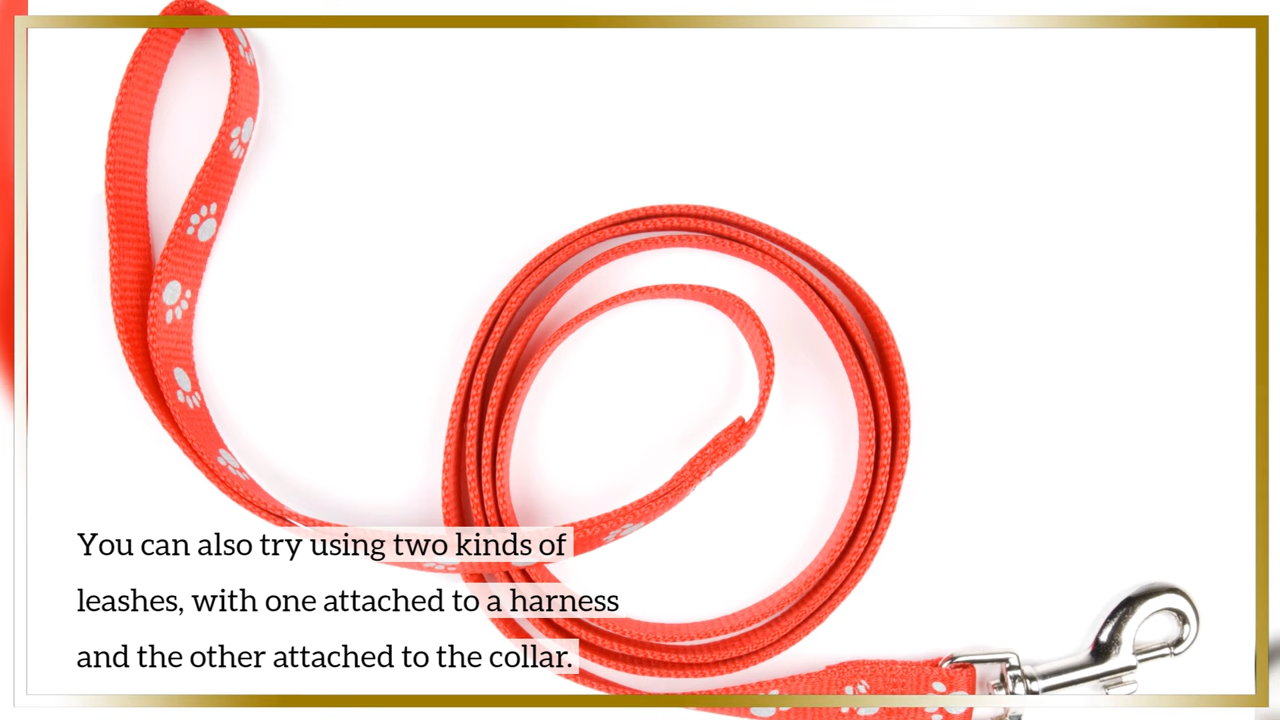 You can also try using two kinds of
leashes, with one attached to a harness
and the other attached to the collar.